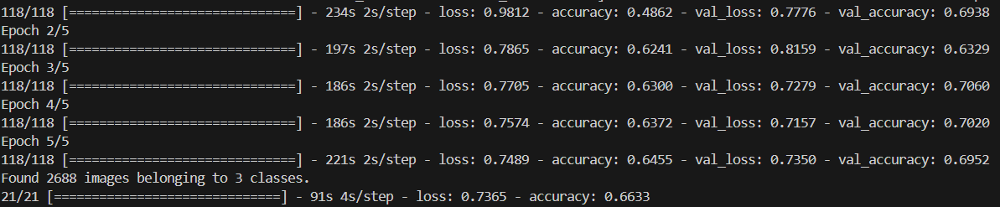 118/118 [==============================] - 234s 2s/step - loss: 0.9812 - accuracy: 0.4862 - val_loss: 0.7776 - val_accuracy: 0.6938
Epoch 2/5
118/118 [==============================] - 197s 2s/step - loss: 0.7865 - accuracy: 0.6241 - val_loss: 0.8159 - val_accuracy: 0.6329
Epoch 3/5
118/118 [==============================] - 186s 2s/step - loss: 0.7705 - accuracy: 0.6300 - val_loss: 0.7279 - val_accuracy: 0.7060
Epoch 4/5
118/118 [==============================] - 186s 2s/step - loss: 0.7574 - accuracy: 0.6372 - val_loss: 0.7157 - val_accuracy: 0.7020
Epoch 5/5
118/118 [==============================] - 221s 2s/step - loss: 0.7489 - accuracy: 0.6455 - val_loss: 0.7350 - val_accuracy: 0.6952
Found 2688 images belonging to 3 classes.
21/21 [==============================] - 91s 4s/step - loss: 0.7365 - accuracy: 0.6633